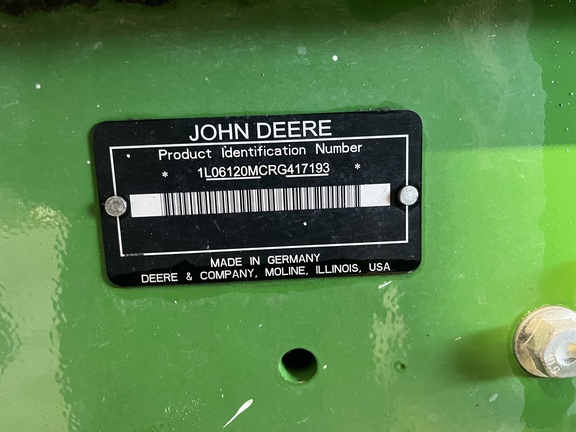 JOHN DEERE
Product Identification Number
* 1L06120MCRG417193 *
MADE IN GERMANY
DEERE & COMPANY, MOLINE, ILLINOIS, USA